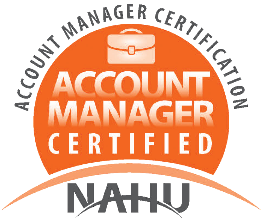 ACCOUNT MANAGER CERTIFICATION
ACCOUNT
MANAGER
CERTIFIED
NAHU